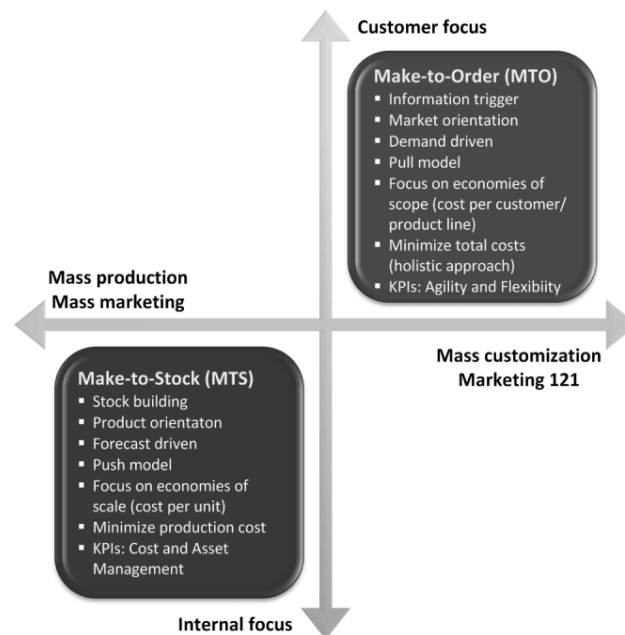 Customer focus
Make-to-Order (MTO)
▪ Information trigger
▪ Market orientation
▪ Demand driven
▪ Pull model
▪ Focus on economies of
scope (cost per customer/
product line)
▪ Minimize total costs
(holistic approach)
▪ KPIs: Agility and Flexibiity
Mass production
Mass marketing
Mass customization
Marketing 121
Make-to-Stock (MTS)
▪ Stock building
▪ Product orientaton
▪ Forecast driven
▪ Push model
▪ Focus on economies of
scale (cost per unit)
▪ Minimize production cost
▪ KPIs: Cost and Asset
Management
Internal focus